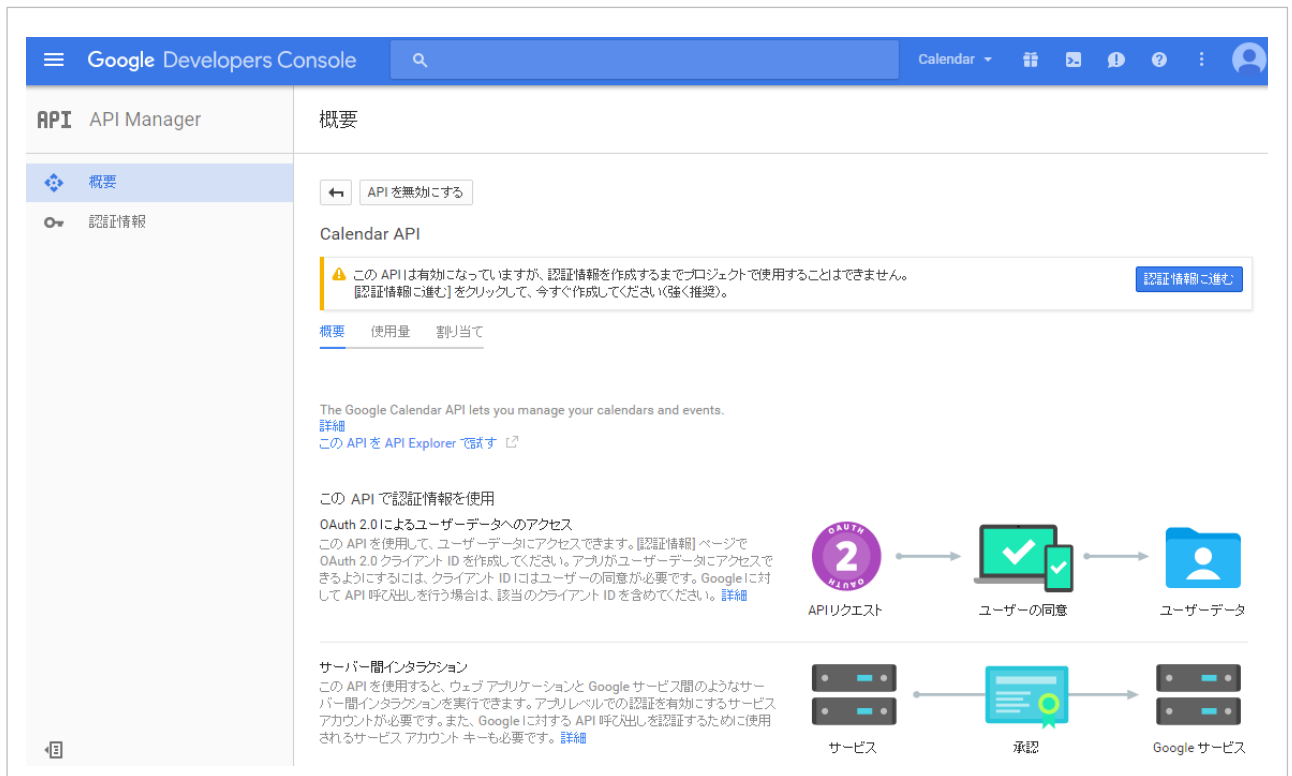 Google Developers Console
Calendar
API API Manager
概要
概要
認証情報
API を無効にする
Calendar API
この API は有効になっていますが、認証情報を作成するまでプロジェクトで使用することはできません。
[認証情報に進む] をクリックして、今すぐ作成してください(強く推奨)。
認証情報に進む
概要 使用量 割り当て
The Google Calendar API lets you manage your calendars and events.
詳細
この API を API Explorer で試す
この API で認証情報を使用
OAuth 2.0 によるユーザーデータへのアクセス
この API を使用して、ユーザーデータにアクセスできます。[認証情報] ページで
OAuth 2.0 クライアント ID を作成してください。アプリがユーザーデータにアクセスで
きるようにするには、クライアント ID にはユーザーの同意が必要です。Google に対
して API 呼び出しを行う場合は、該当のクライアント ID を含めてください。 詳細
OAUTH
2
OAUTH
API リクエスト
ユーザーの同意
ユーザーデータ
サーバー間インタラクション
この API を使用すると、ウェブ アプリケーションと Google サービス間のようなサー
バー間インタラクションを実行できます。アプリレベルでの認証を有効にするサービス
アカウントが必要です。また、Google に対する API 呼び出しを認証するために使用
されるサービス アカウント キーも必要です。 詳細
サービス
承認
Google サービス